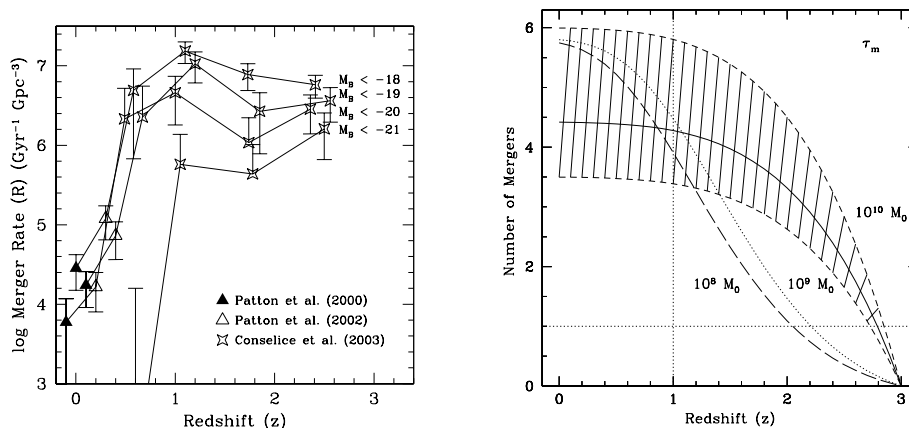 log Merger Rate (R) (Gyr⁻¹ Gpc⁻³)
7
6
5
4
3
M_B < -18
M_B < -19
M_B < -20
M_B < -21
▲ Patton et al. (2000)
△ Patton et al. (2002)
Conselice et al. (2003)
0 1 2 3
Redshift (z)
Number of Mergers
6
4
2
0
τ_m
10¹⁰ M₀
10⁸ M₀
10⁹ M₀
0 1 2 3
Redshift (z)